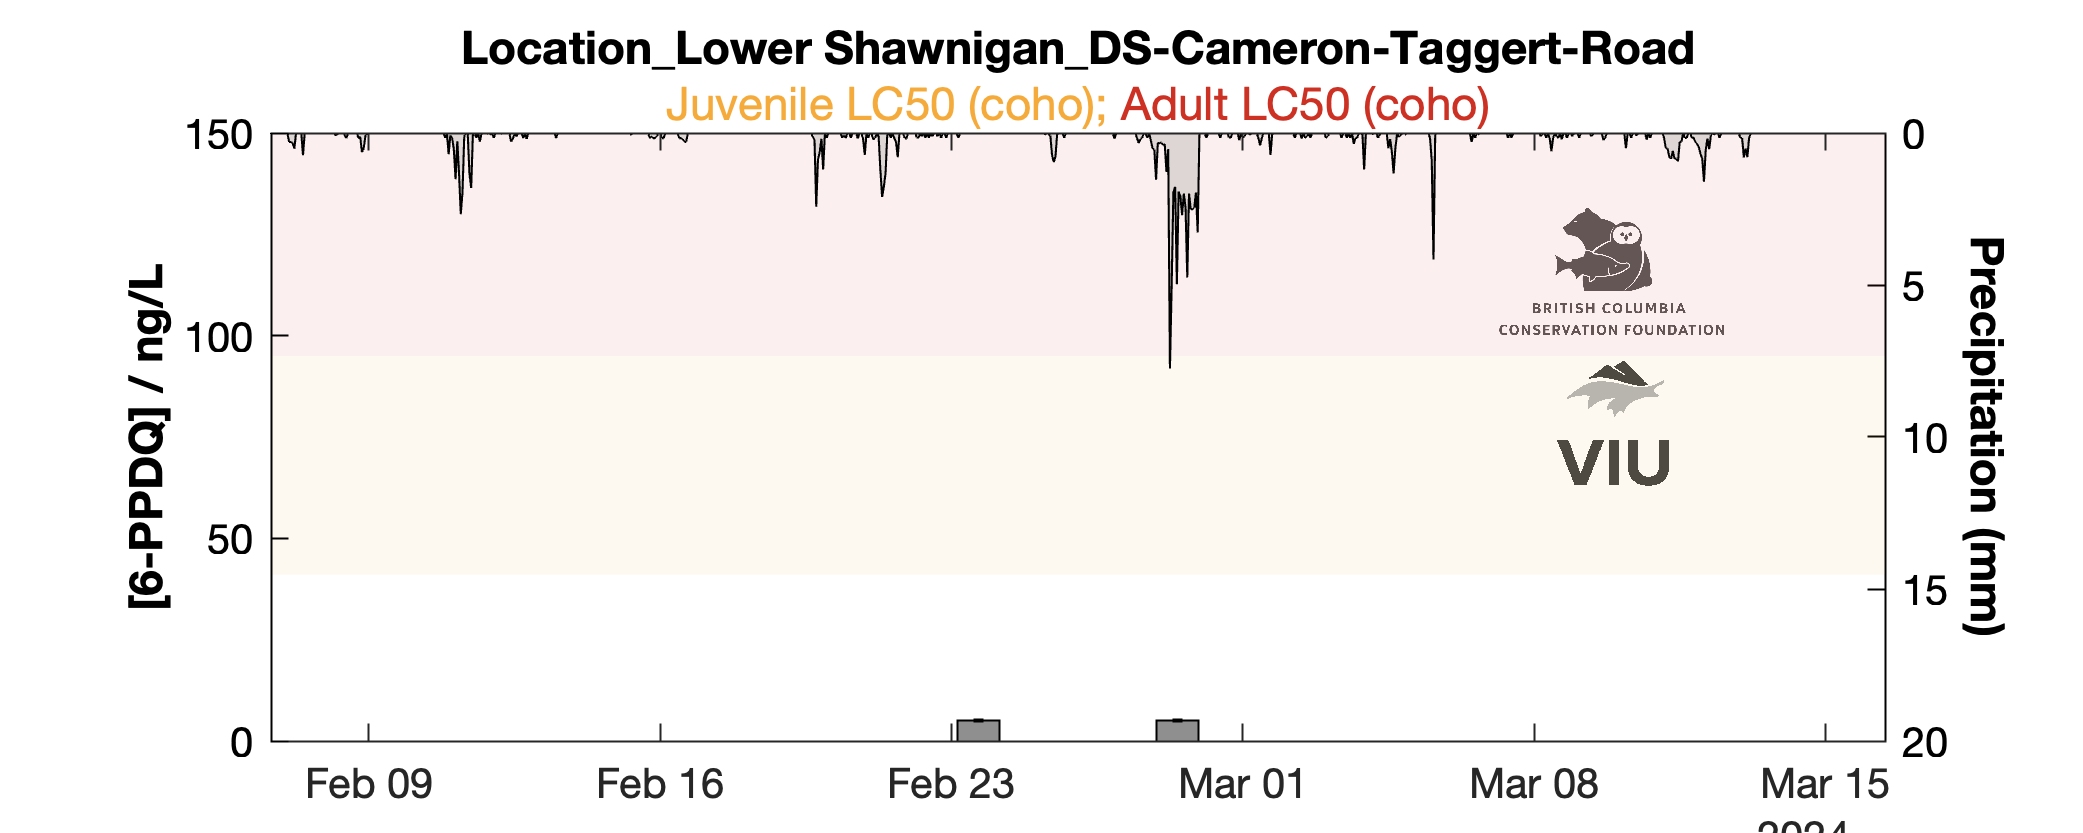 Location_Lower Shawnigan_DS-Cameron-Taggert-Road
Juvenile LC50 (coho); Adult LC50 (coho)
150
100
50
0
[6-PPDQ] / ng/L
0
5
10
15
20
Precipitation (mm)
BRITISH COLUMBIA
CONSERVATION FOUNDATION
VIU
Feb 09
Feb 16
Feb 23
Mar 01
Mar 08
Mar 15
2024